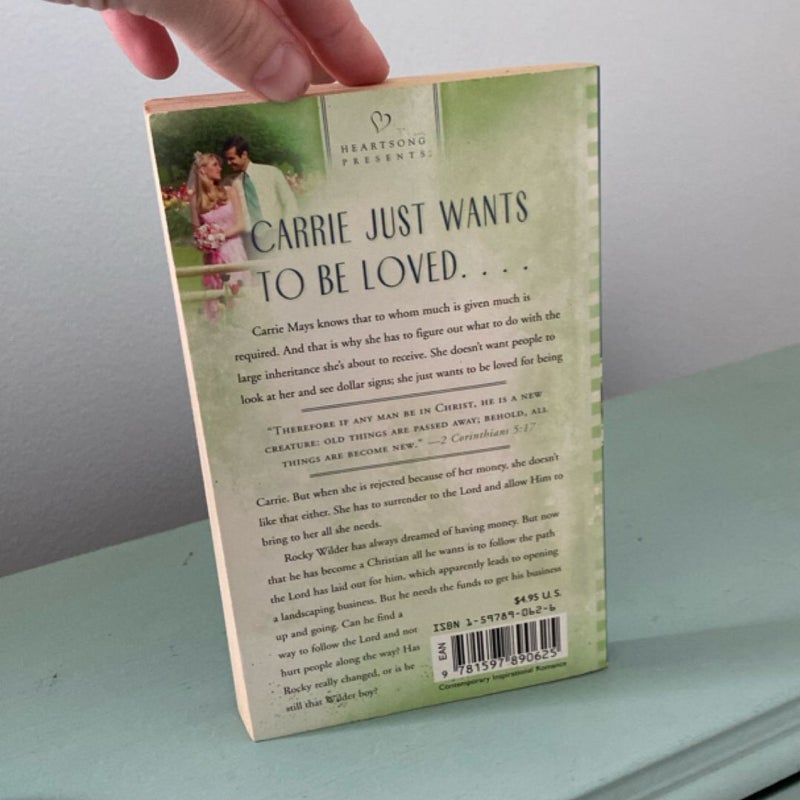 HEARTSONG
PRESENTS
CARRIE JUST WANTS
TO BE LOVED. . . .
Carrie Mays knows that to whom much is given much is
required. And that is why she has to figure out what to do with the
large inheritance she's about to receive. She doesn't want people to
look at her and see dollar signs; she just wants to be loved for being
"THEREFORE IF ANY MAN BE IN CHRIST, HE IS A NEW
CREATURE: OLD THINGS ARE PASSED AWAY; BEHOLD, ALL
THINGS ARE BECOME NEW." —2 Corinthians 5:17
Carrie. But when she is rejected because of her money, she doesn't
like that either. She has to surrender to the Lord and allow Him to
bring to her all she needs.
Rocky Wilder has always dreamed of having money. But now
that he has become a Christian all he wants is to follow the path
the Lord has laid out for him, which apparently leads to opening
a landscaping business. But he needs the funds to get his business
up and going. Can he find a
way to follow the Lord and not
hurt people along the way? Has
Rocky really changed, or is he
still that Wilder boy?
$4.95 U.S.
ISBN 1-59789-062-6
EAN
9 781597 890625
Contemporary Inspirational Romance